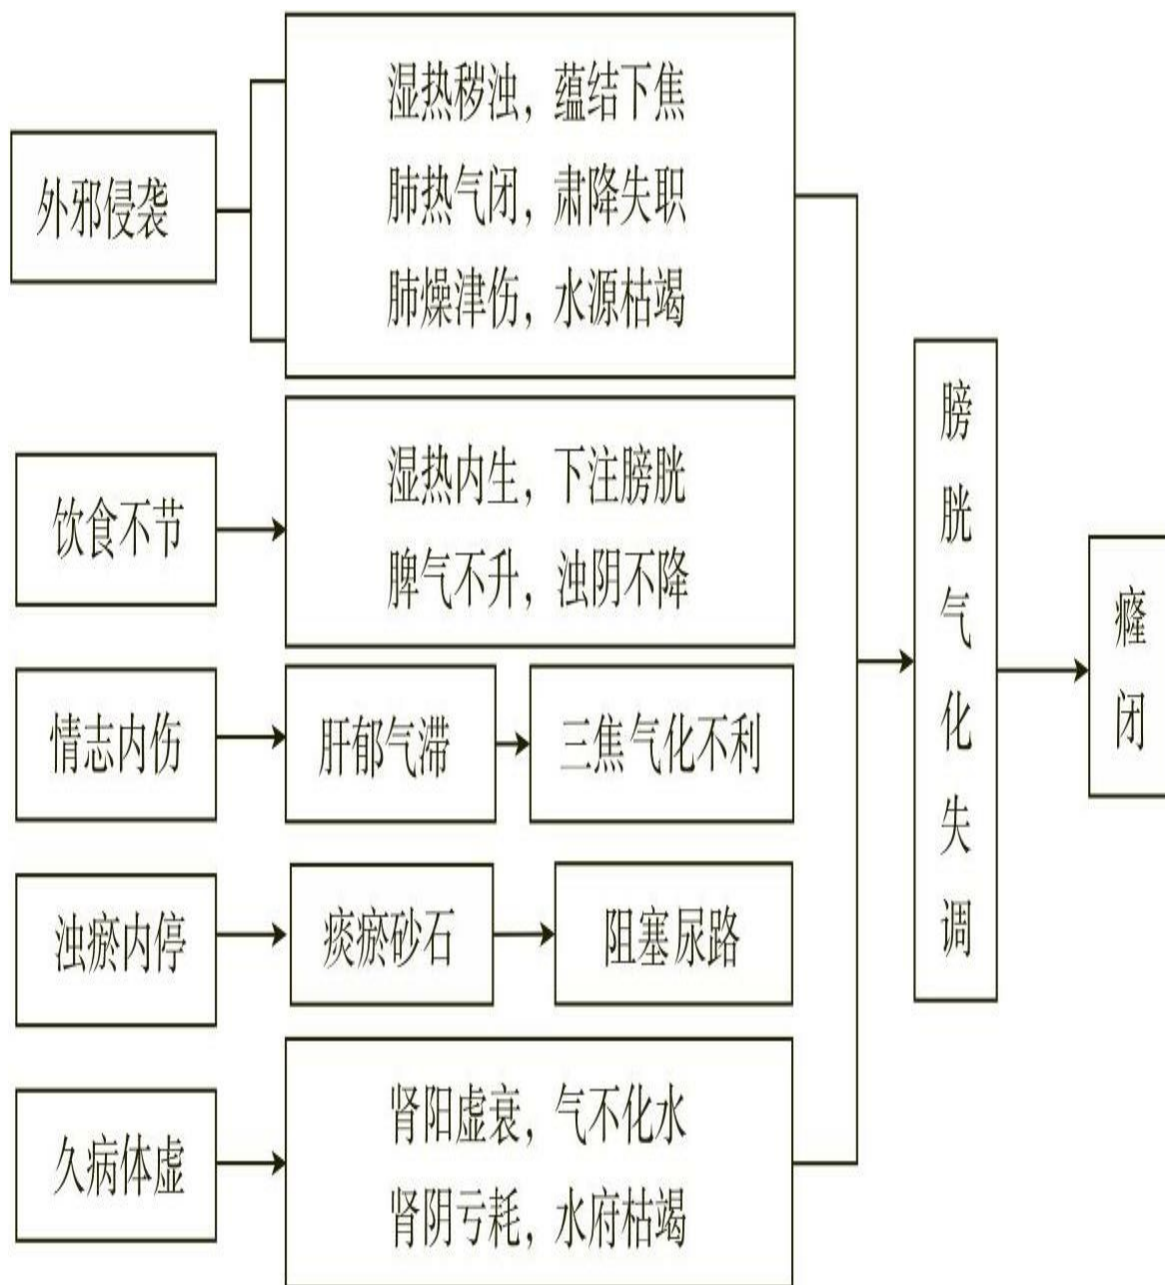 外邪侵袭
湿热秽浊，蕴结下焦
肺热气闭，肃降失职
肺燥津伤，水源枯竭
饮食不节
湿热内生，下注膀胱
脾气不升，浊阴不降
情志内伤
肝郁气滞
三焦气化不利
浊瘀内停
痰瘀砂石
阻塞尿路
久病体虚
肾阳虚衰，气不化水
肾阴亏耗，水府枯竭
膀胱气化失调
癃闭